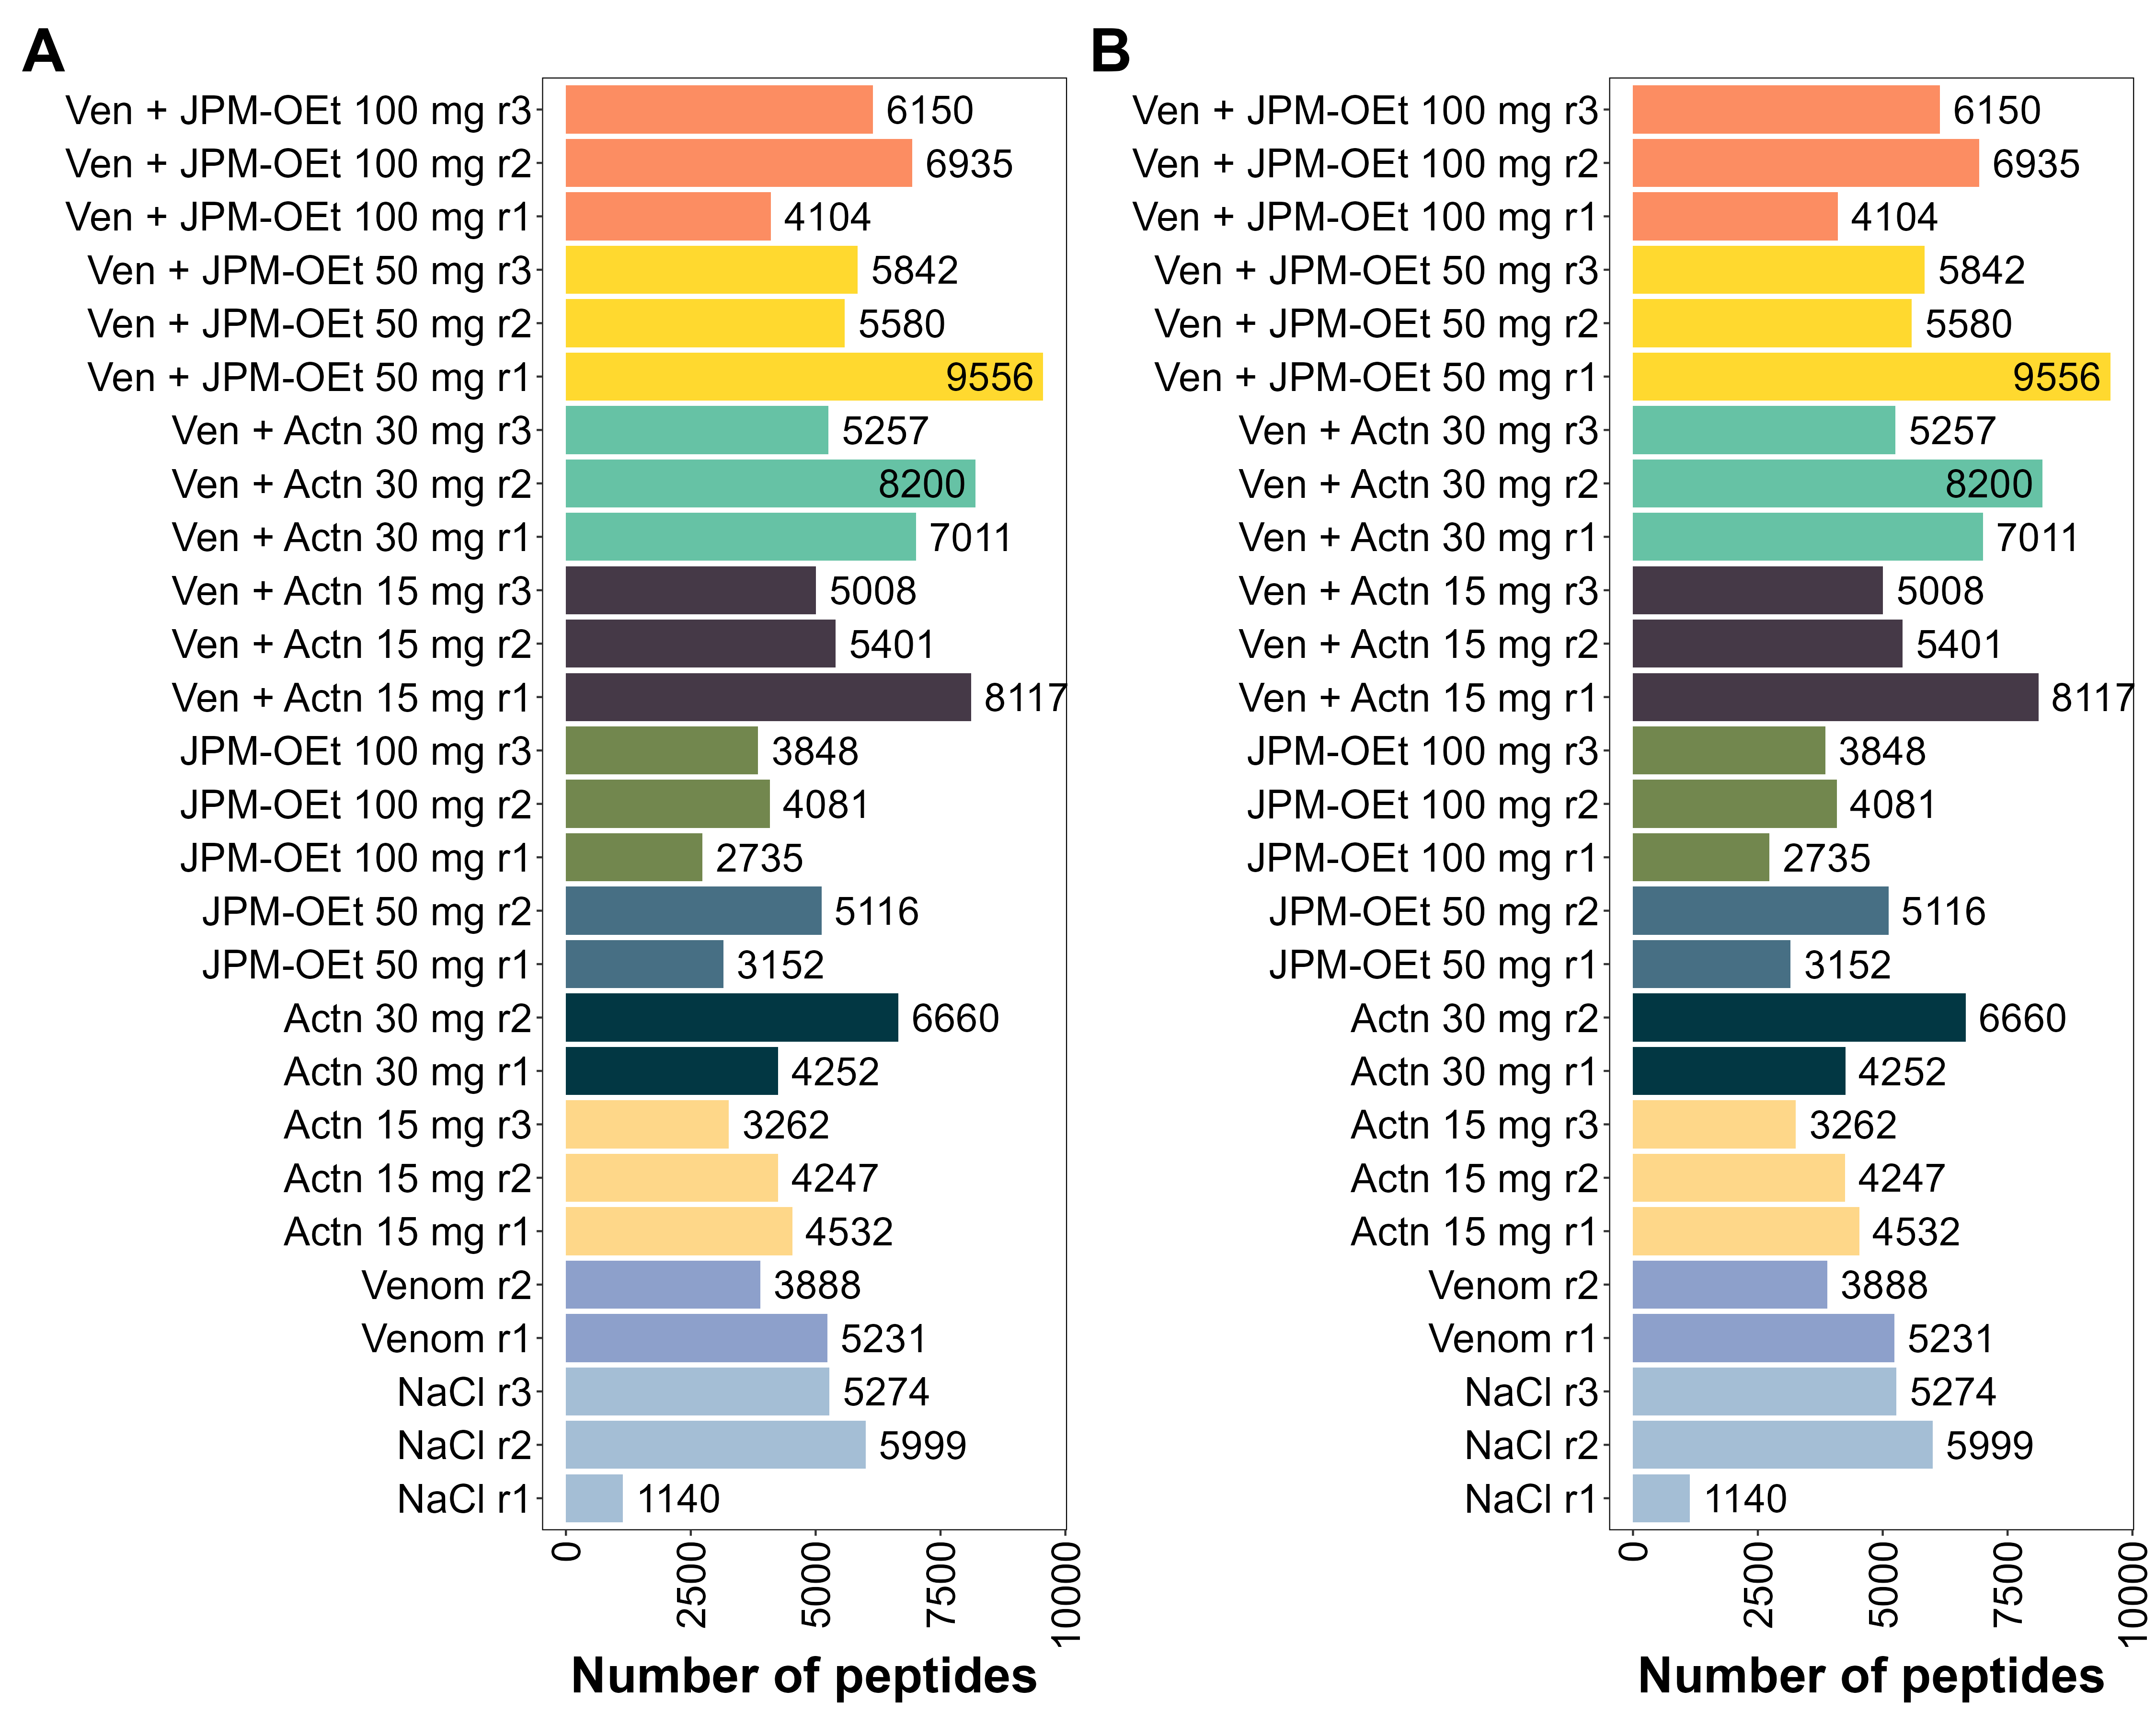 A
Ven + JPM-OEt 100 mg r3 6150
Ven + JPM-OEt 100 mg r2 6935
Ven + JPM-OEt 100 mg r1 4104
Ven + JPM-OEt 50 mg r3 5842
Ven + JPM-OEt 50 mg r2 5580
Ven + JPM-OEt 50 mg r1 9556
Ven + Actn 30 mg r3 5257
Ven + Actn 30 mg r2 8200
Ven + Actn 30 mg r1 7011
Ven + Actn 15 mg r3 5008
Ven + Actn 15 mg r2 5401
Ven + Actn 15 mg r1 8117
JPM-OEt 100 mg r3 3848
JPM-OEt 100 mg r2 4081
JPM-OEt 100 mg r1 2735
JPM-OEt 50 mg r2 5116
JPM-OEt 50 mg r1 3152
Actn 30 mg r2 6660
Actn 30 mg r1 4252
Actn 15 mg r3 3262
Actn 15 mg r2 4247
Actn 15 mg r1 4532
Venom r2 3888
Venom r1 5231
NaCl r3 5274
NaCl r2 5999
NaCl r1 1140
0 2500 5000 7500 10000
Number of peptides
B
Ven + JPM-OEt 100 mg r3 6150
Ven + JPM-OEt 100 mg r2 6935
Ven + JPM-OEt 100 mg r1 4104
Ven + JPM-OEt 50 mg r3 5842
Ven + JPM-OEt 50 mg r2 5580
Ven + JPM-OEt 50 mg r1 9556
Ven + Actn 30 mg r3 5257
Ven + Actn 30 mg r2 8200
Ven + Actn 30 mg r1 7011
Ven + Actn 15 mg r3 5008
Ven + Actn 15 mg r2 5401
Ven + Actn 15 mg r1 8117
JPM-OEt 100 mg r3 3848
JPM-OEt 100 mg r2 4081
JPM-OEt 100 mg r1 2735
JPM-OEt 50 mg r2 5116
JPM-OEt 50 mg r1 3152
Actn 30 mg r2 6660
Actn 30 mg r1 4252
Actn 15 mg r3 3262
Actn 15 mg r2 4247
Actn 15 mg r1 4532
Venom r2 3888
Venom r1 5231
NaCl r3 5274
NaCl r2 5999
NaCl r1 1140
0 2500 5000 7500 10000
Number of peptides